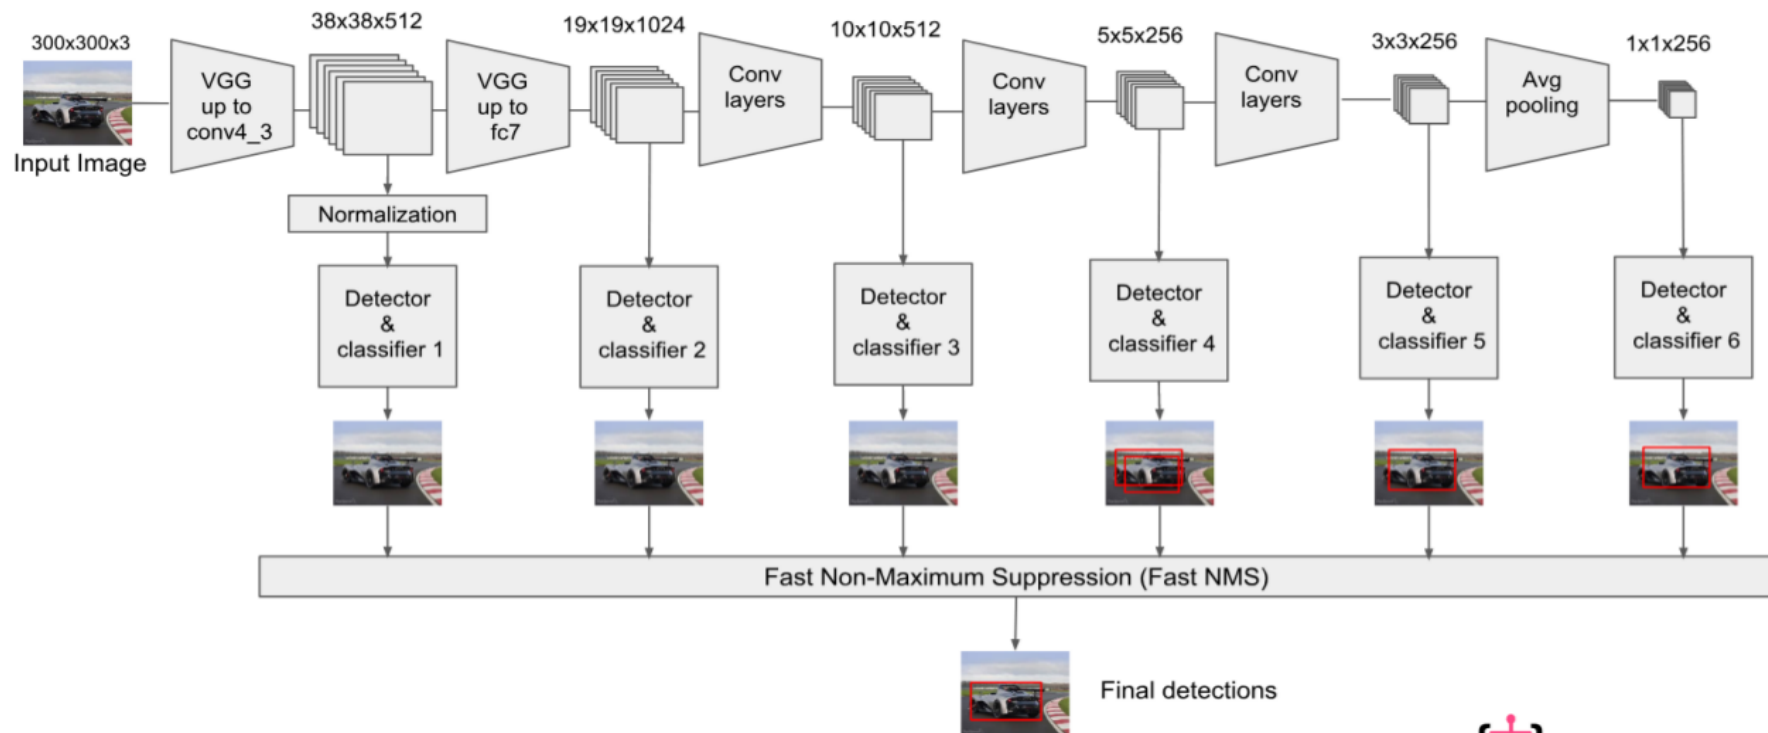 300x300x3
38x38x512
19x19x1024
10x10x512
5x5x256
3x3x256
1x1x256
Input Image
VGG
up to
conv4_3
VGG
up to
fc7
Conv
layers
Conv
layers
Conv
layers
Avg
pooling
Normalization
Detector
&
classifier 1
Detector
&
classifier 2
Detector
&
classifier 3
Detector
&
classifier 4
Detector
&
classifier 5
Detector
&
classifier 6
Fast Non-Maximum Suppression (Fast NMS)
Final detections